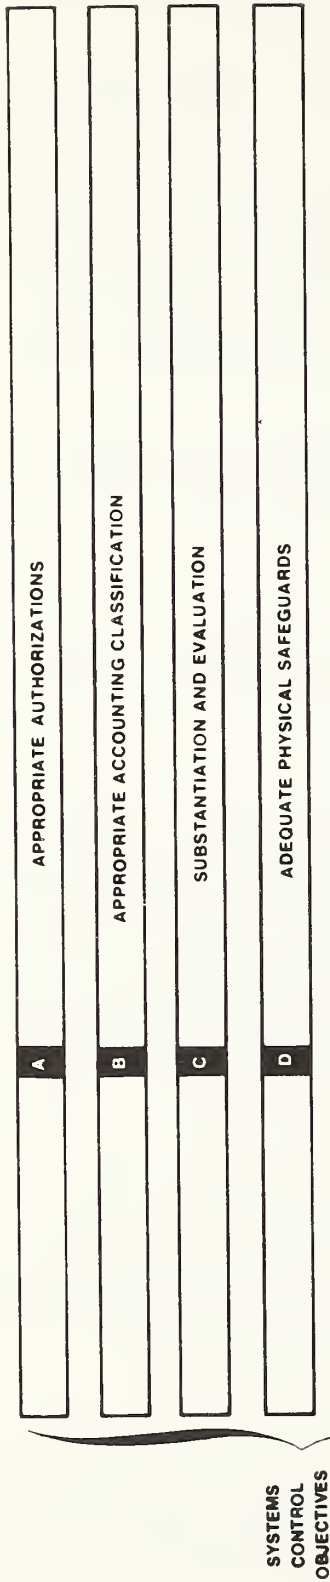 A
APPROPRIATE AUTHORIZATIONS
B
APPROPRIATE ACCOUNTING CLASSIFICATION
C
SUBSTANTIATION AND EVALUATION
D
ADEQUATE PHYSICAL SAFEGUARDS
SYSTEMS
CONTROL
OBJECTIVES